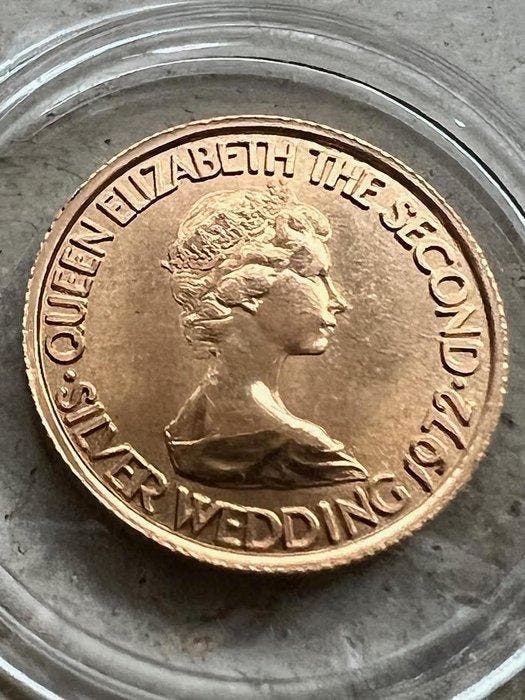 · QUEEN ELIZABETH THE SECOND ·
SILVER WEDDING 1972